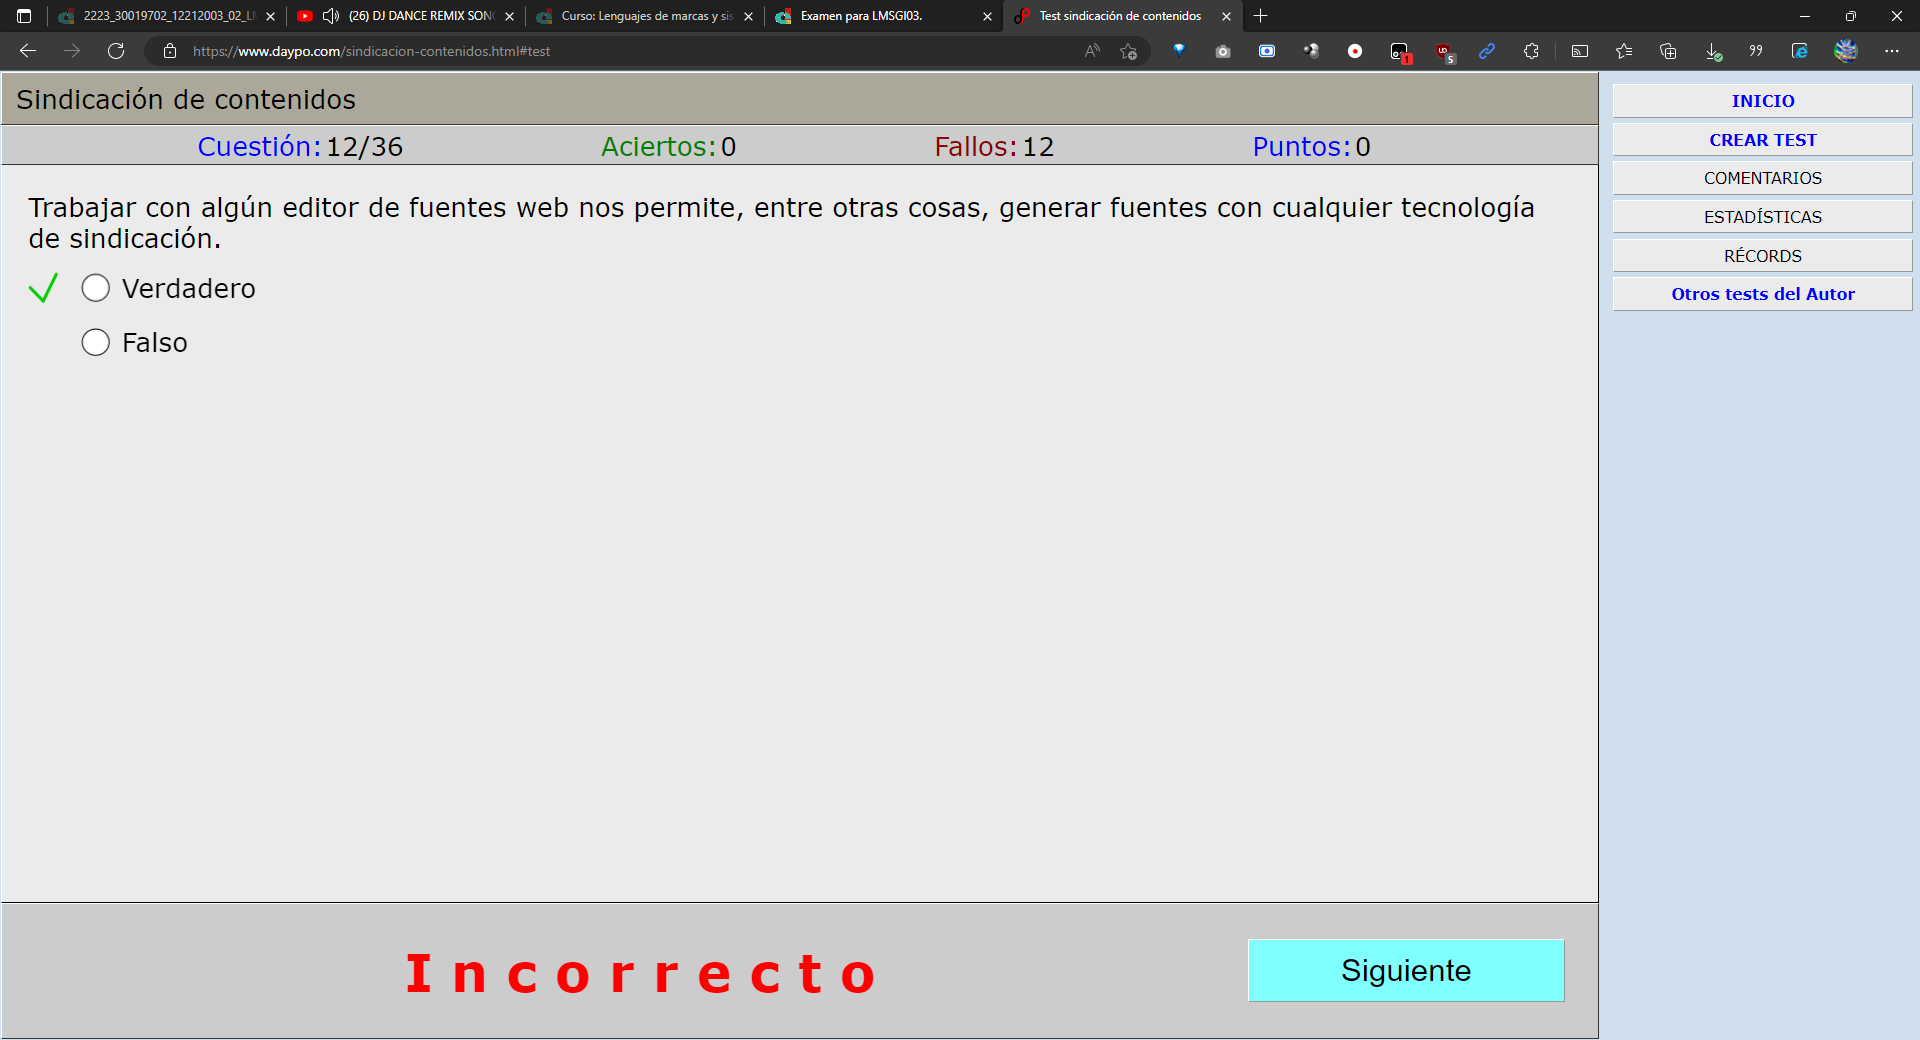 2223_30019702_12212003_02_L
(26) DJ DANCE REMIX SON
Curso: Lenguajes de marcas y sis
Examen para LMSGI03.
Test sindicación de contenidos
https://www.daypo.com/sindicacion-contenidos.html#test
1
5
Sindicación de contenidos
Cuestión: 12/36
Aciertos: 0
Fallos: 12
Puntos: 0
Trabajar con algún editor de fuentes web nos permite, entre otras cosas, generar fuentes con cualquier tecnología
de sindicación.
Verdadero
Falso
Incorrecto
Siguiente
INICIO
CREAR TEST
COMENTARIOS
ESTADÍSTICAS
RÉCORDS
Otros tests del Autor